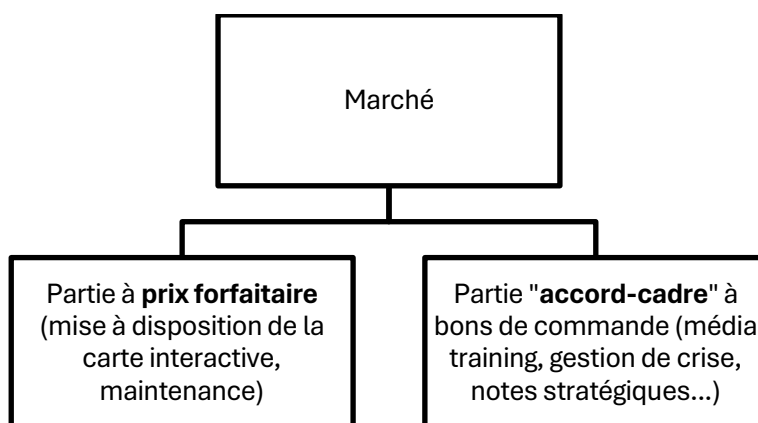 Marché
Partie à prix forfaitaire
(mise à disposition de la
carte interactive,
maintenance)
Partie "accord-cadre" à
bons de commande (média
training, gestion de crise,
notes stratégiques...)